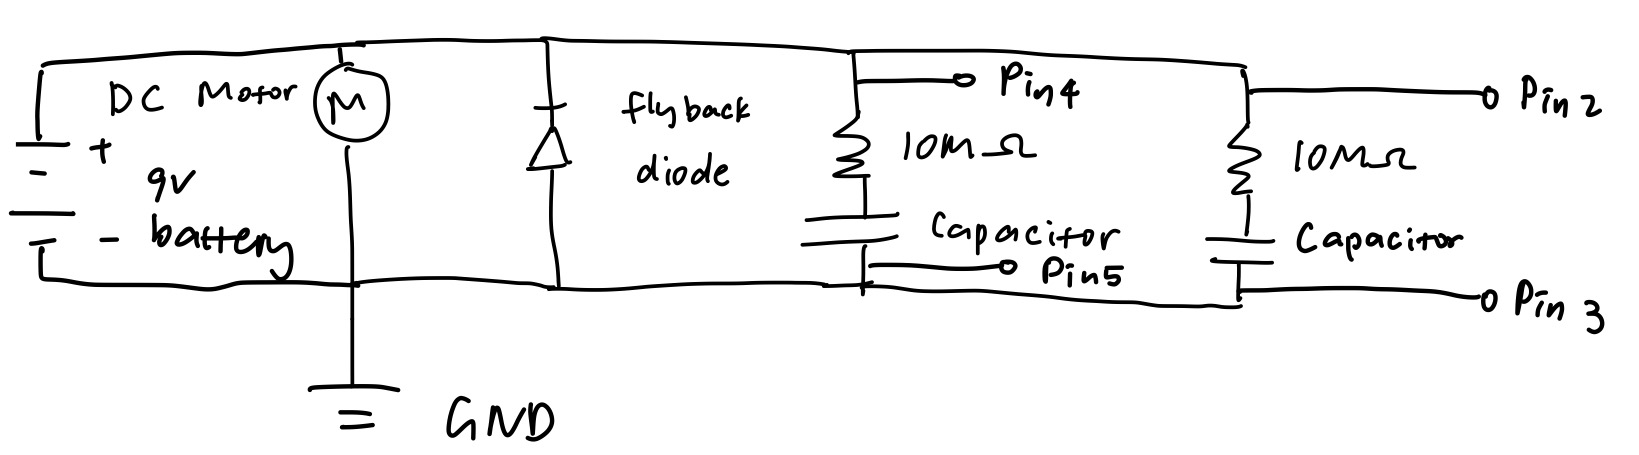 DC Motor
M
+
9V
- battery
flyback
diode
Pin4
10MΩ
Capacitor
Pin5
Pin 2
10MΩ
Capacitor
Pin 3
GND